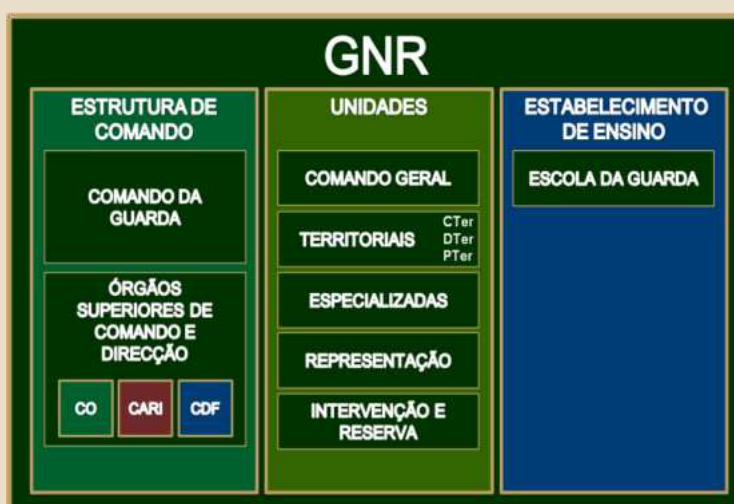 GNR
ESTRUTURA DE
COMANDO
COMANDO DA
GUARDA
ÓRGÃOS
SUPERIORES DE
COMANDO E
DIRECÇÃO
CO
CARI
CDF
UNIDADES
COMANDO GERAL
TERRITORIAIS
CTer
DTer
PTer
ESPECIALIZADAS
REPRESENTAÇÃO
INTERVENÇÃO E
RESERVA
ESTABELECIMENTO
DE ENSINO
ESCOLA DA GUARDA